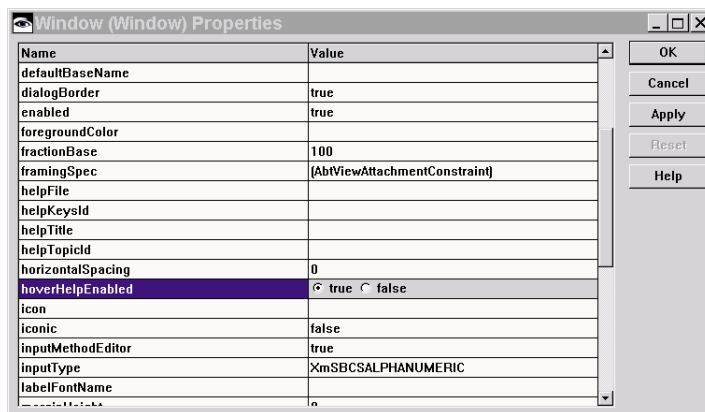 Window (Window) Properties
Name Value
defaultBaseName
dialogBorder true
enabled true
foregroundColor
fractionBase 100
framingSpec (AbtViewAttachmentConstraint)
helpFile
helpKeysId
helpTitle
helpTopicId
horizontalSpacing 0
hoverHelpEnabled true false
icon
iconic false
inputMethodEditor true
inputType XmSBCSALPHANUMERIC
labelFontName
OK
Cancel
Apply
Reset
Help